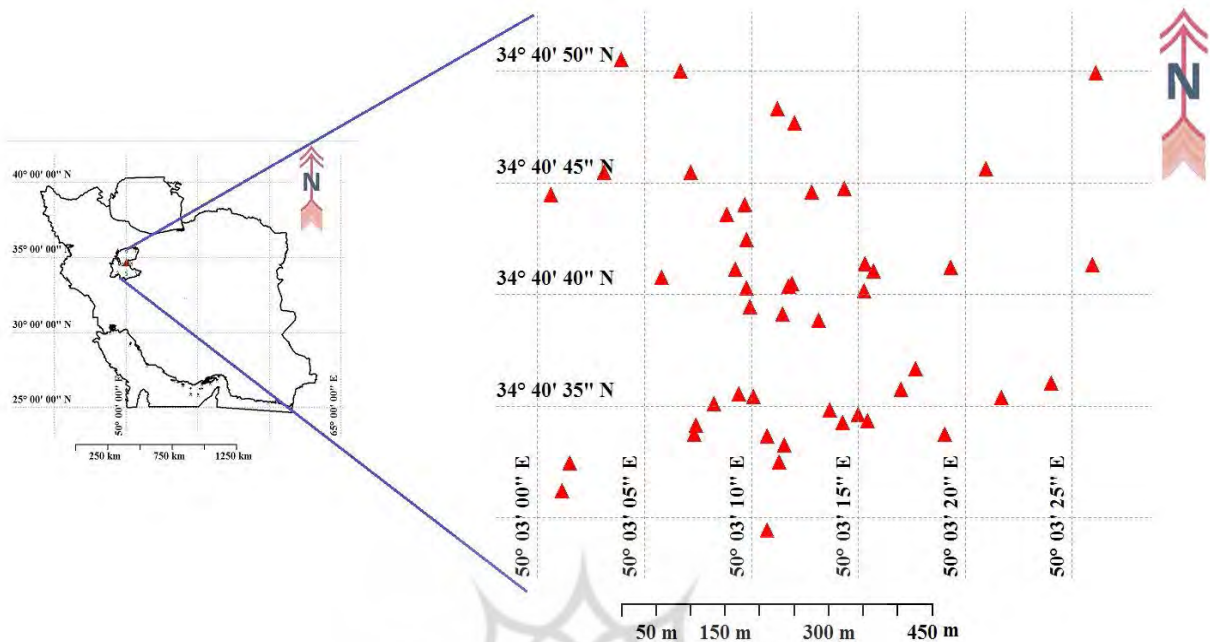 N
40° 00' 00" N
35° 00' 00" N
30° 00' 00" N
25° 00' 00" N
50° 00' 00" E
65° 00' 00" E
250 km 750 km 1250 km
N
34° 40' 50" N
34° 40' 45" N
34° 40' 40" N
34° 40' 35" N
50° 03' 00" E
50° 03' 05" E
50° 03' 10" E
50° 03' 15" E
50° 03' 20" E
50° 03' 25" E
50 m 150 m 300 m 450 m